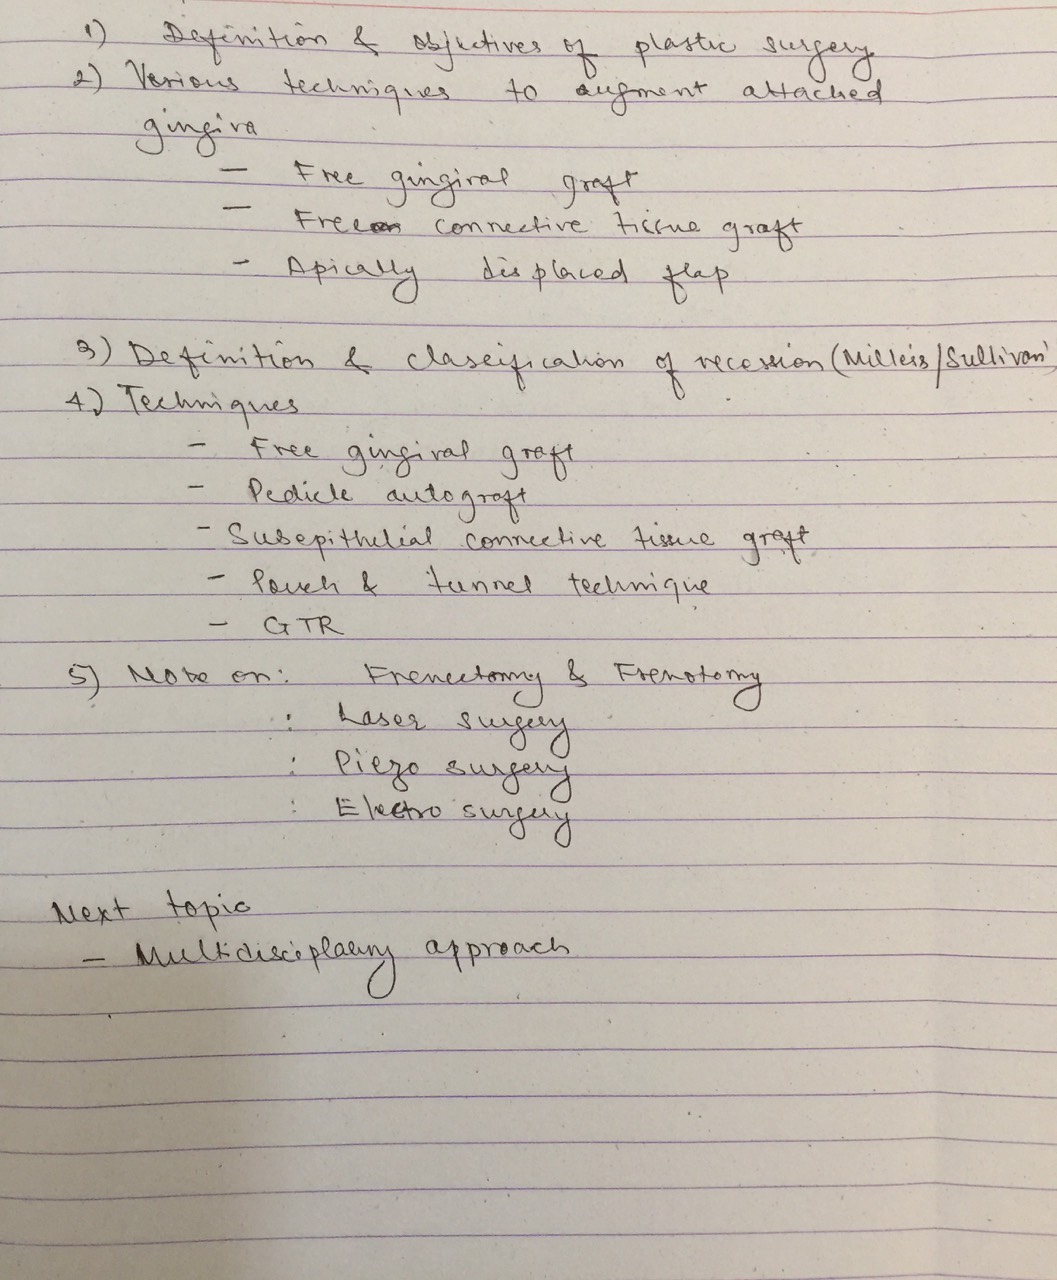 1) Definition & objectives of plastic surgery
2) Various techniques to augment attached
gingiva
- Free gingival graft
- Free connective tissue graft
- Apically displaced flap
3) Definition & classification of recession (Miller's/Sullivan)
4) Techniques
- Free gingival graft
- Pedicle autograft
- Subepithelial connective tissue graft
- Pouch & tunnel technique
- GTR
5) Note on: Frenectomy & Frenotomy
: Laser surgery
: Piezo surgery
: Electro surgery
Next topic
- Multidisciplaeny approach